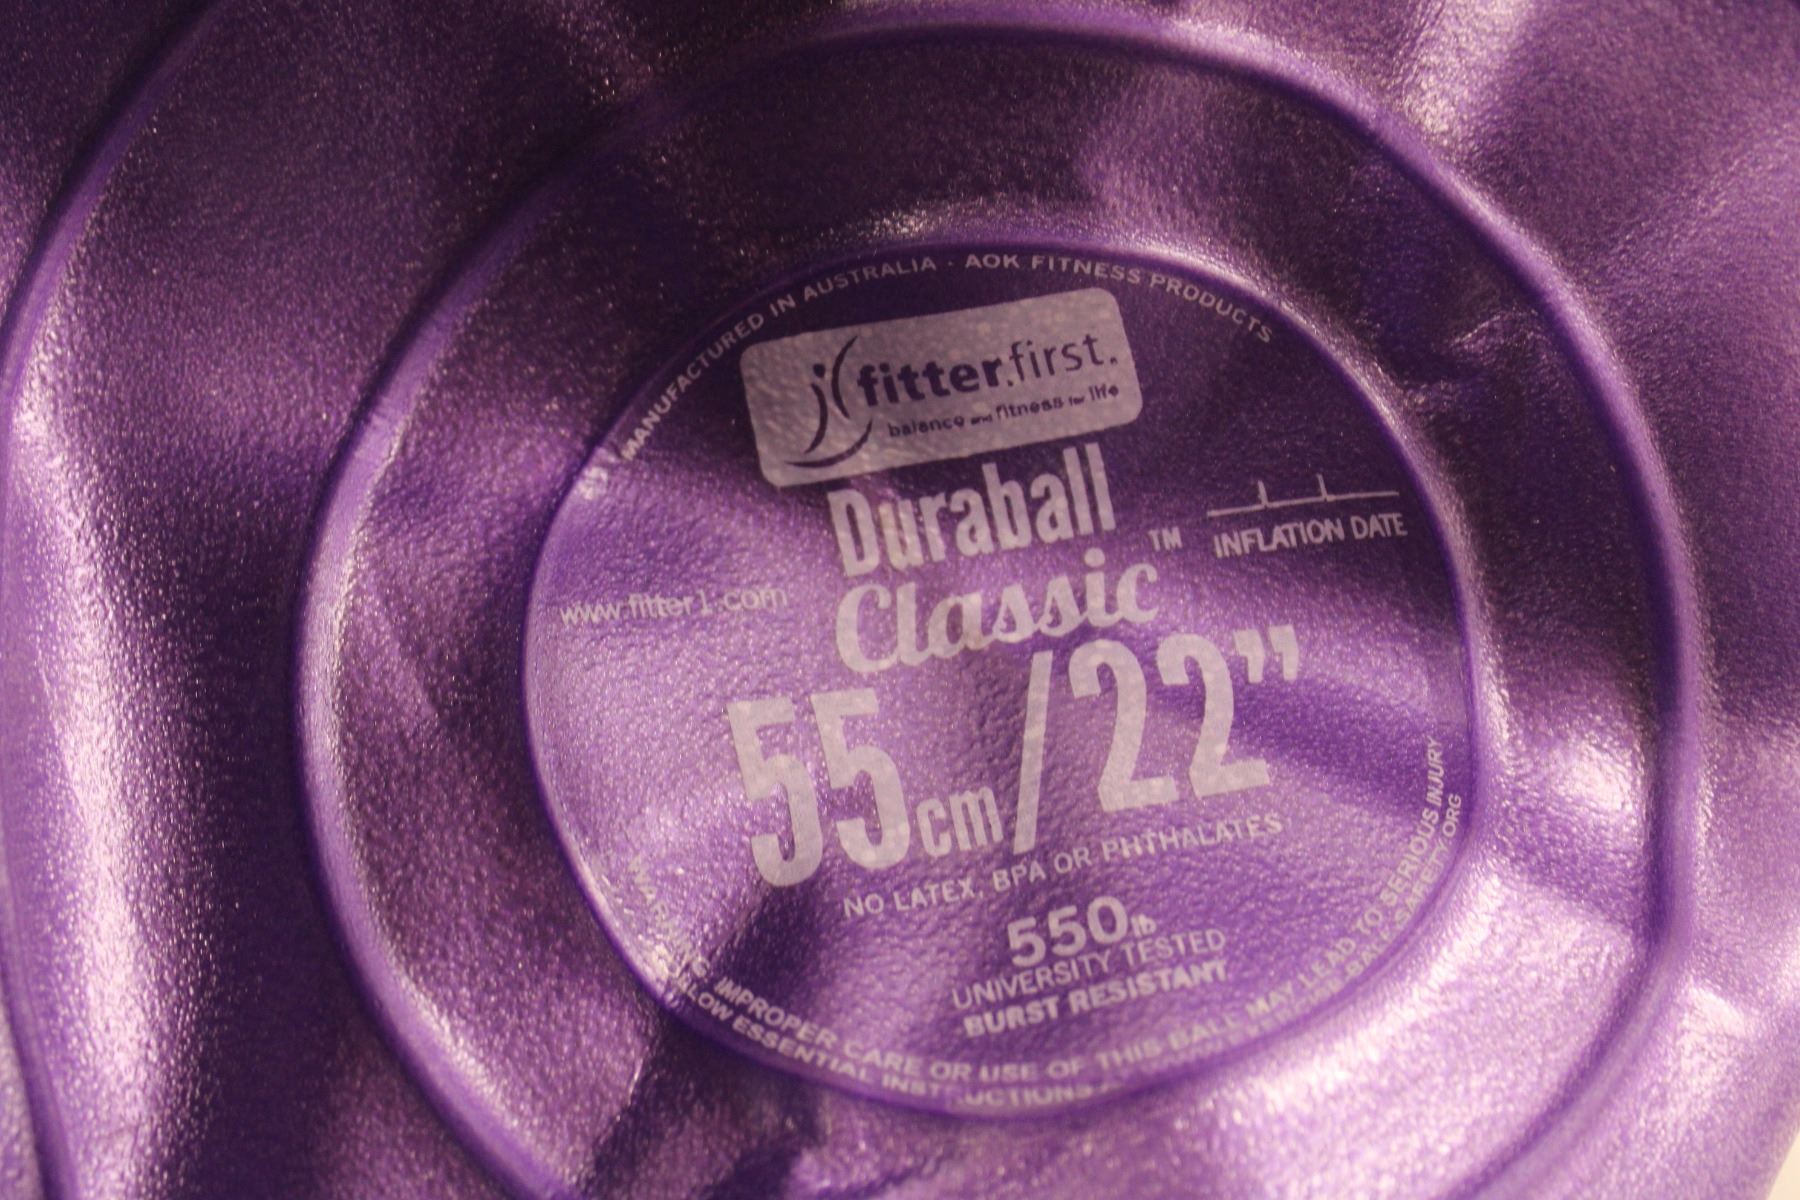 MANUFACTURED IN AUSTRALIA · AOK FITNESS PRODUCTS
fitter.first.
balance and fitness for life
Duraball
Classic™
INFLATION DATE
www.fitter1.com
55cm/22”
NO LATEX, BPA OR PHTHALATES
550lb
UNIVERSITY TESTED
BURST RESISTANT
WARNING IMPROPER CARE OR USE OF THIS BALL MAY LEAD TO SERIOUS INJURY
ESSENTIAL INSTRUCTIONS